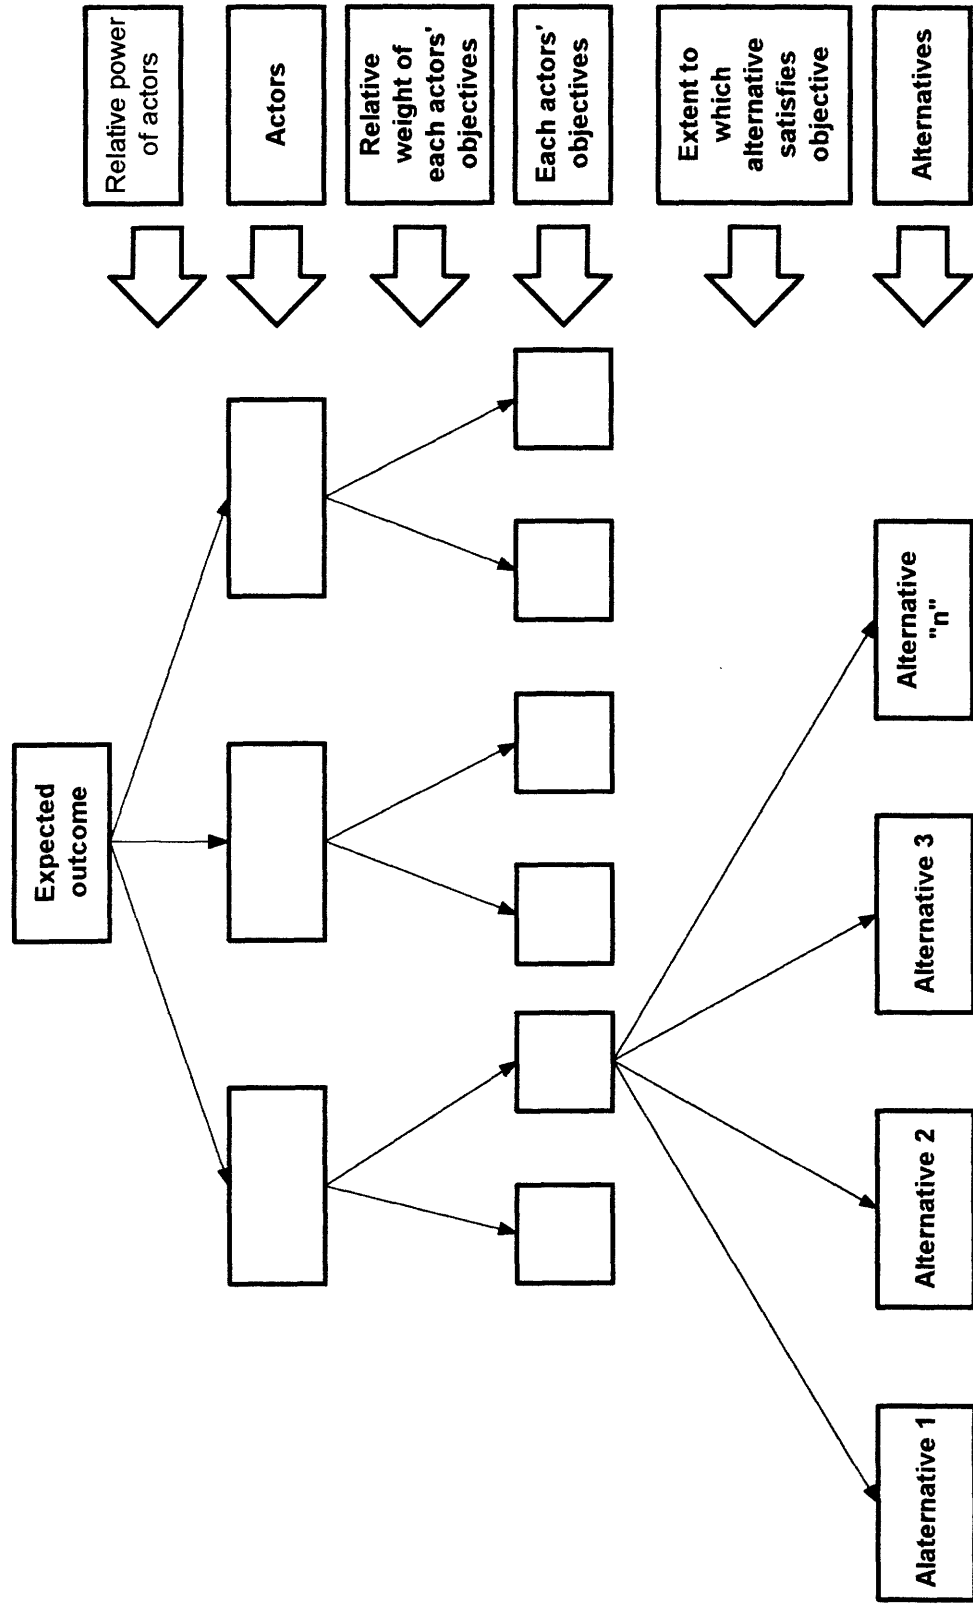 Relative power
of actors
Actors
Relative
weight of
each actors'
objectives
Each actors'
objectives
Extent to
which
alternative
satisfies
objective
Alternatives
Expected
outcome
Alaternative 1
Alternative 2
Alternative 3
Alternative
"n"